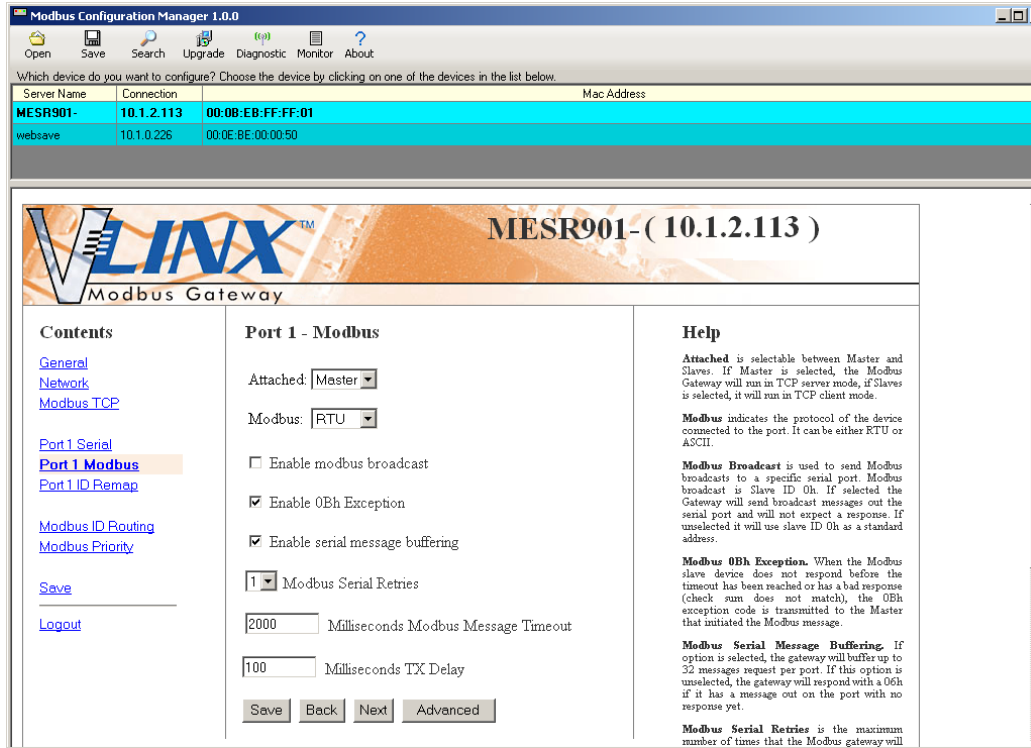 Modbus Configuration Manager 1.0.0
Open Save Search Upgrade Diagnostic Monitor About
Which device do you want to configure? Choose the device by clicking on one of the devices in the list below.
Server Name Connection Mac Address
MESR901- 10.1.2.113 00:0B:EB:FF:FF:01
websave 10.1.0.226 00:0E:BE:00:00:50
VLINX™
Modbus Gateway
MESR901- ( 10.1.2.113 )
Contents
General
Network
Modbus TCP
Port 1 Serial
Port 1 Modbus
Port 1 ID Remap
Modbus ID Routing
Modbus Priority
Save
Logout
Port 1 - Modbus
Attached: Master
Modbus: RTU
Enable modbus broadcast
Enable 0Bh Exception
Enable serial message buffering
1 Modbus Serial Retries
2000 Milliseconds Modbus Message Timeout
100 Milliseconds TX Delay
Save Back Next Advanced
Help
Attached is selectable between Master and
Slaves. If Master is selected, the Modbus
Gateway will run in TCP server mode, if Slaves
is selected, it will run in TCP client mode.
Modbus indicates the protocol of the device
connected to the port. It can be either RTU or
ASCII.
Modbus Broadcast is used to send Modbus
broadcasts to a specific serial port. Modbus
broadcast is Slave ID 0h. If selected the
Gateway will send broadcast messages out the
serial port and will not expect a response. If
unselected it will use slave ID 0h as a standard
address.
Modbus 0Bh Exception. When the Modbus
slave device does not respond before the
timeout has been reached or has a bad response
(check sum does not match), the 0Bh
exception code is transmitted to the Master
that initiated the Modbus message.
Modbus Serial Message Buffering. If
option is selected, the gateway will buffer up to
32 messages request per port. If this option is
unselected, the gateway will respond with a 06h
if it has a message out on the port with no
response yet.
Modbus Serial Retries is the maximum
number of times that the Modbus gateway will